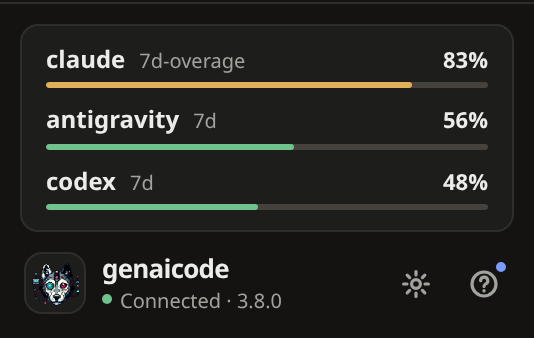 claude 7d-overage 83%
antigravity 7d 56%
codex 7d 48%
genaicode
Connected · 3.8.0